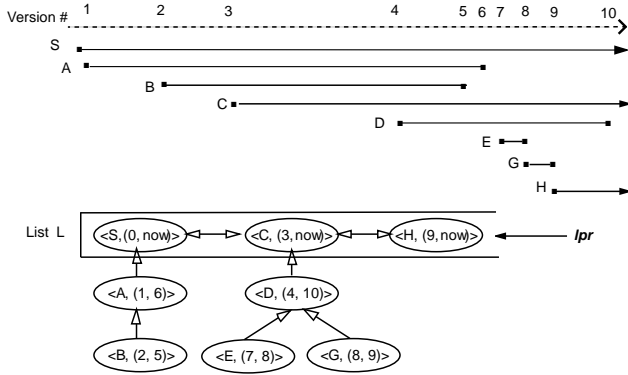 Version # 1 2 3 4 5 6 7 8 9 10
S
A
B
C
D
E
G
H
List L <S,(0, now)> <C, (3,now)> <H, (9,now)> lpr
<A, (1, 6)> <D, (4, 10)>
<B, (2, 5)> <E, (7, 8)> <G, (8, 9)>